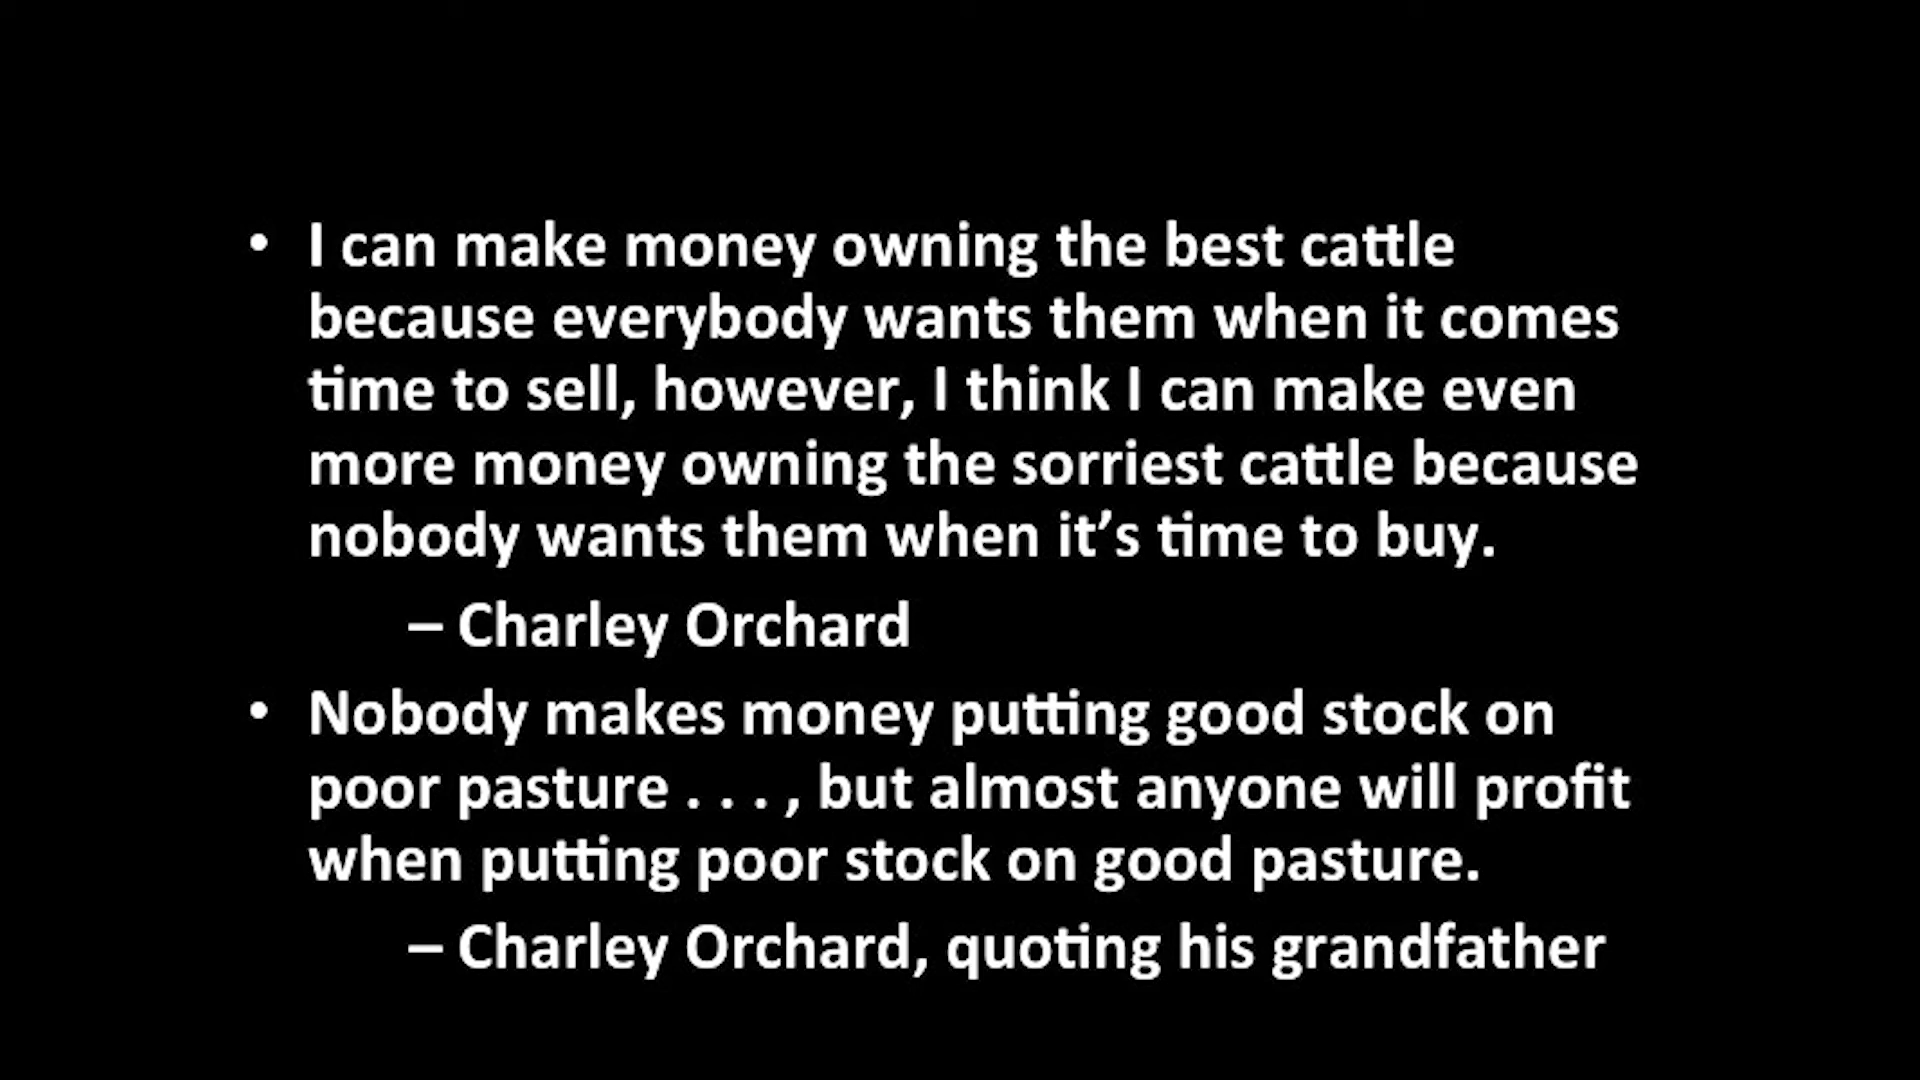 • I can make money owning the best cattle
because everybody wants them when it comes
time to sell, however, I think I can make even
more money owning the sorriest cattle because
nobody wants them when it’s time to buy.
– Charley Orchard
• Nobody makes money putting good stock on
poor pasture . . . , but almost anyone will profit
when putting poor stock on good pasture.
– Charley Orchard, quoting his grandfather